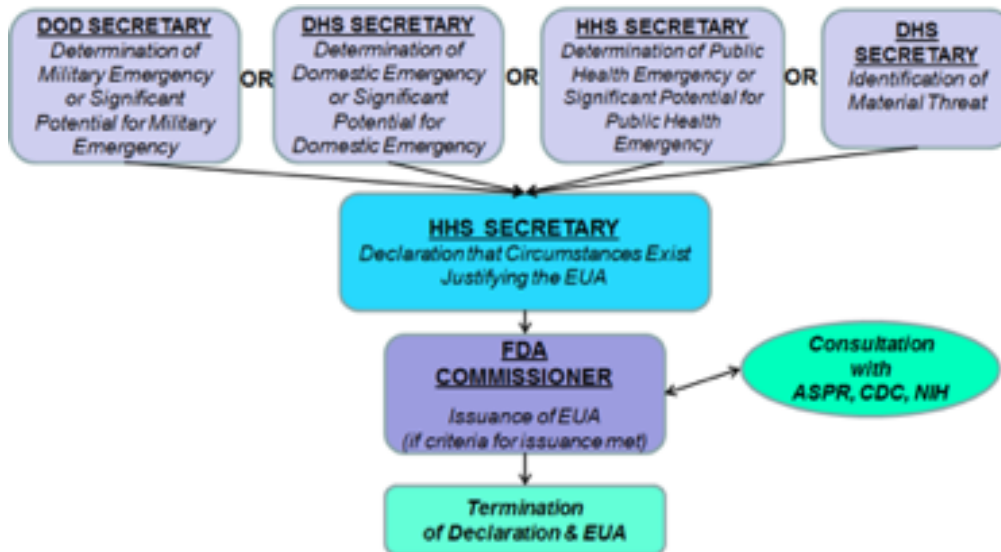 DOD SECRETARY
Determination of
Military Emergency
or Significant
Potential for Military
Emergency
OR
DHS SECRETARY
Determination of
Domestic Emergency
or Significant
Potential for
Domestic Emergency
OR
HHS SECRETARY
Determination of Public
Health Emergency or
Significant Potential for
Public Health
Emergency
OR
DHS
SECRETARY
Identification of
Material Threat
HHS SECRETARY
Declaration that Circumstances Exist
Justifying the EUA
FDA
COMMISSIONER
Issuance of EUA
(if criteria for issuance met)
Consultation
with
ASPR, CDC, NIH
Termination
of Declaration & EUA